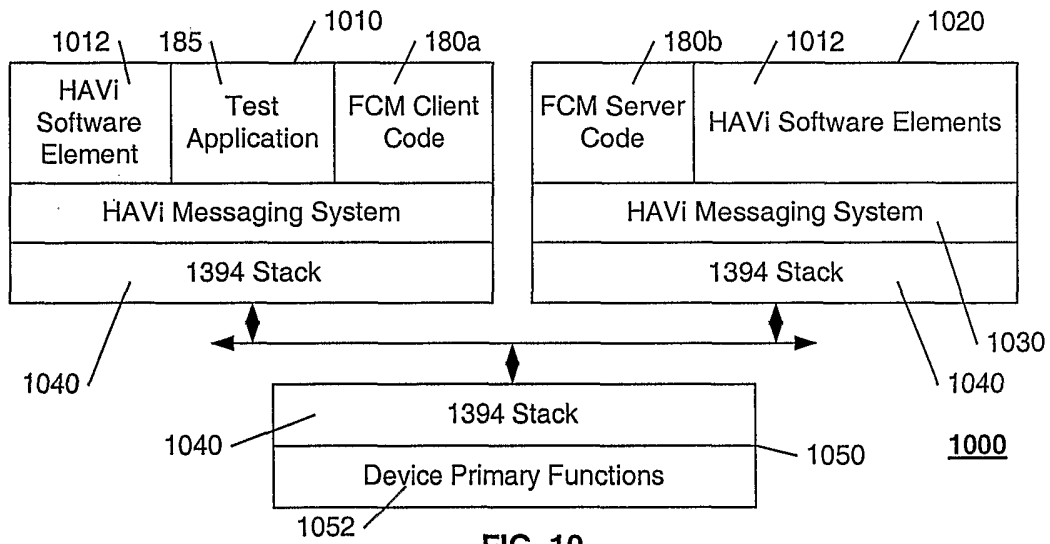 1012
185
1010
180a
180b
1012
1020
HAVi
Software
Element
Test
Application
FCM Client
Code
FCM Server
Code
HAVi Software Elements
HAVi Messaging System
HAVi Messaging System
1394 Stack
1394 Stack
1030
1040
1040
1394 Stack
1040
1050
1000
Device Primary Functions
1052
FIG. 10